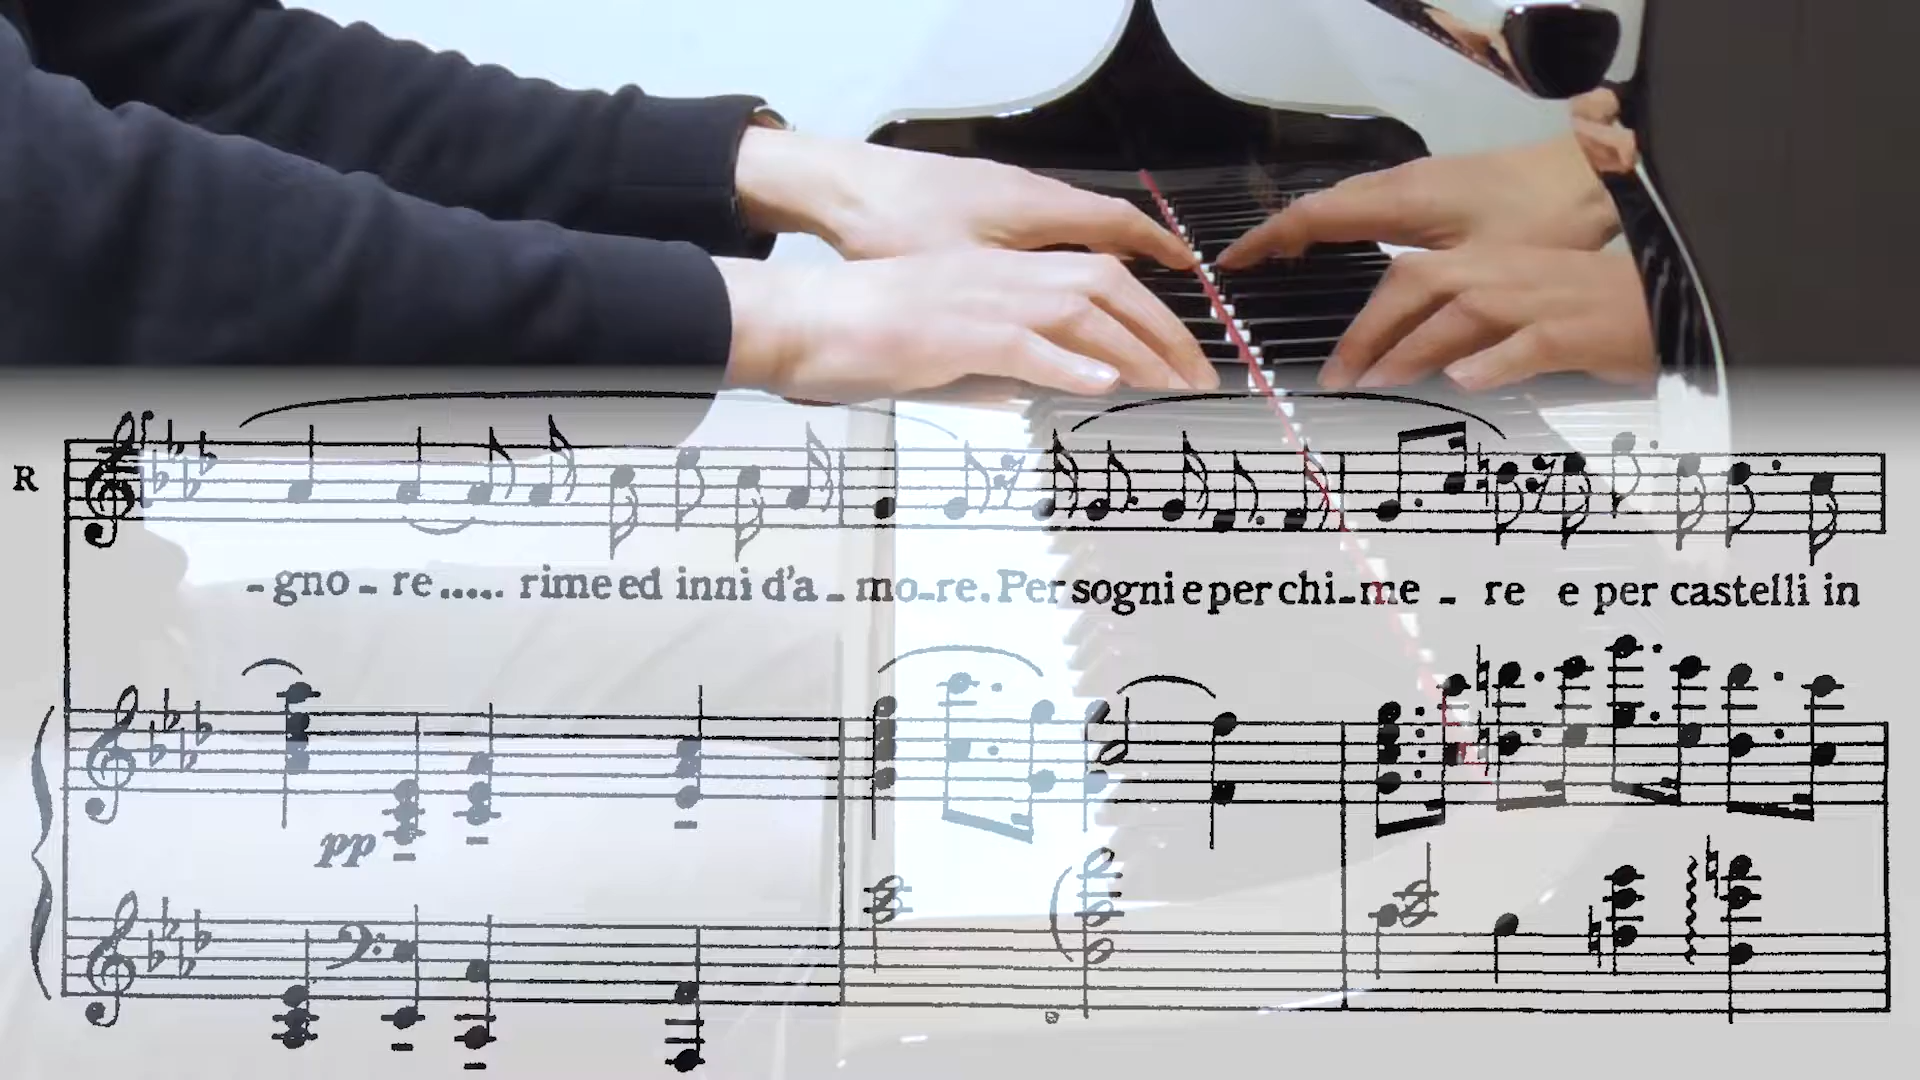 R
-gno-re..... rime ed inni d'a-mo-re. Per sogni e per chi-me-re e per castelli in
pp